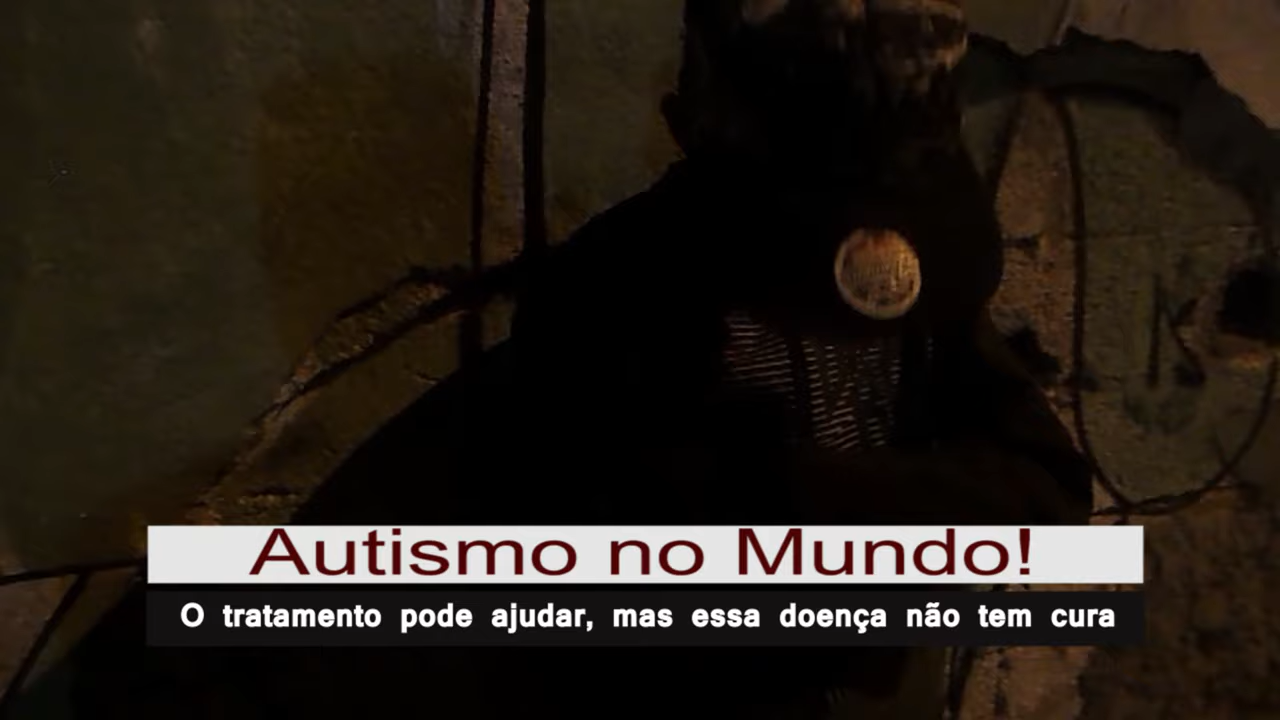 Autismo no Mundo!
O tratamento pode ajudar, mas essa doença não tem cura